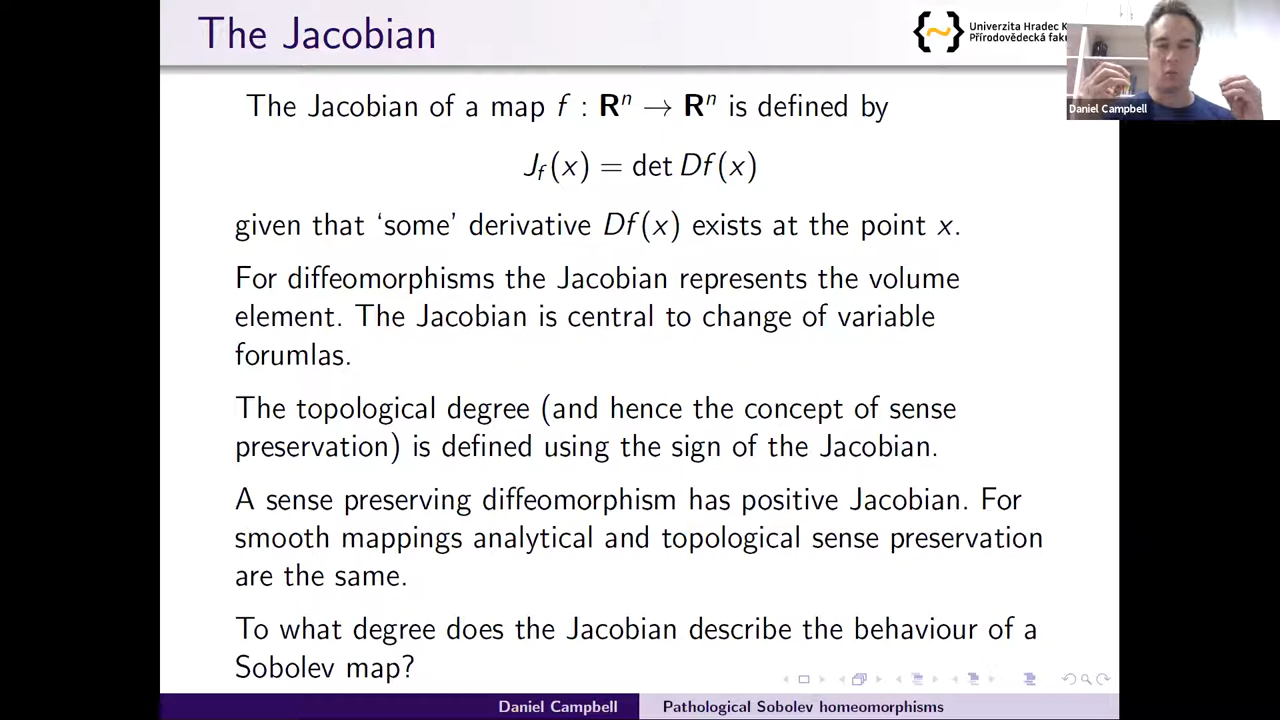 The Jacobian
Univerzita Hradec K
Přírodovědecká faku
Daniel Campbell
The Jacobian of a map f : Rⁿ → Rⁿ is defined by
J_f(x) = det Df(x)
given that ‘some’ derivative Df(x) exists at the point x.
For diffeomorphisms the Jacobian represents the volume
element. The Jacobian is central to change of variable
forumlas.
The topological degree (and hence the concept of sense
preservation) is defined using the sign of the Jacobian.
A sense preserving diffeomorphism has positive Jacobian. For
smooth mappings analytical and topological sense preservation
are the same.
To what degree does the Jacobian describe the behaviour of a
Sobolev map?
Daniel Campbell
Pathological Sobolev homeomorphisms